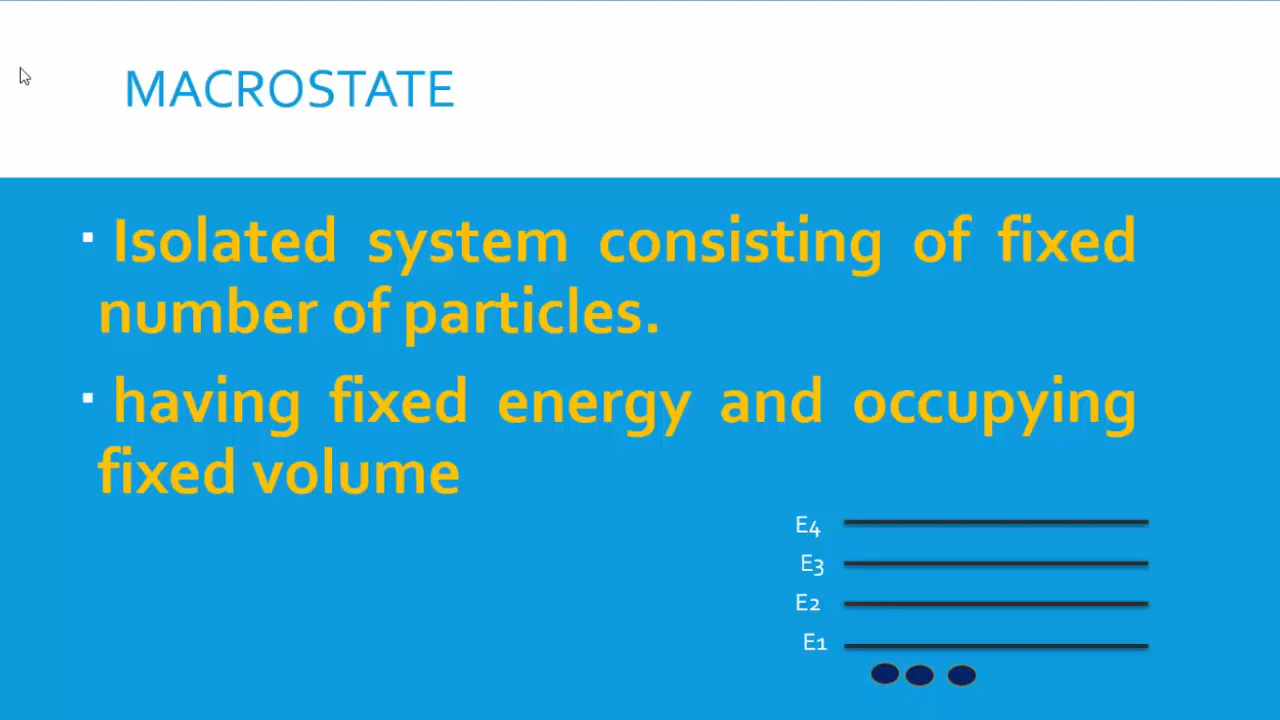 MACROSTATE
▪ Isolated system consisting of fixed
number of particles.
▪ having fixed energy and occupying
fixed volume
E4
E3
E2
E1